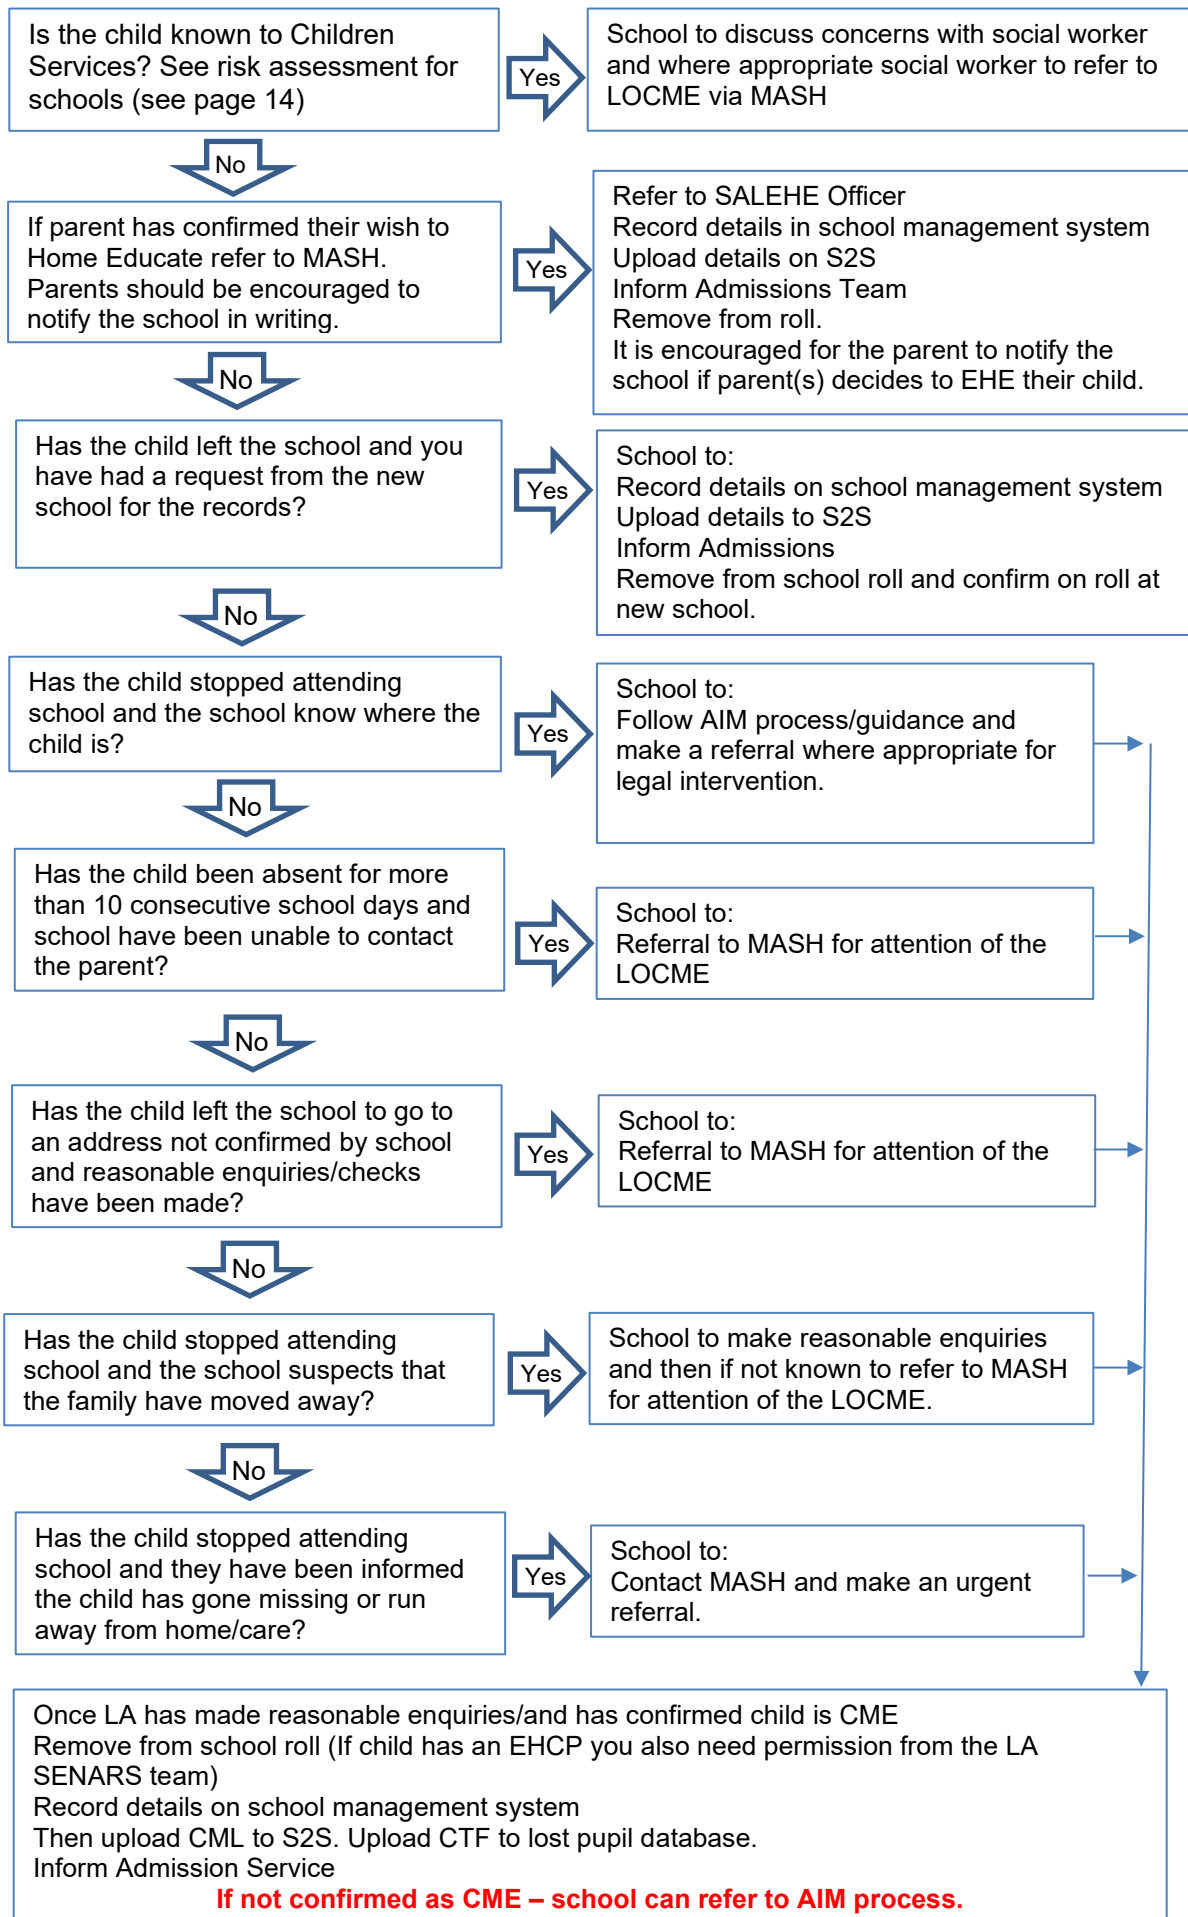 Is the child known to Children
Services? See risk assessment for
schools (see page 14)
Yes
School to discuss concerns with social worker
and where appropriate social worker to refer to
LOCME via MASH
No
If parent has confirmed their wish to
Home Educate refer to MASH.
Parents should be encouraged to
notify the school in writing.
Yes
Refer to SALEHE Officer
Record details in school management system
Upload details on S2S
Inform Admissions Team
Remove from roll.
It is encouraged for the parent to notify the
school if parent(s) decides to EHE their child.
No
Has the child left the school and you
have had a request from the new
school for the records?
Yes
School to:
Record details on school management system
Upload details to S2S
Inform Admissions
Remove from school roll and confirm on roll at
new school.
No
Has the child stopped attending
school and the school know where the
child is?
Yes
School to:
Follow AIM process/guidance and
make a referral where appropriate for
legal intervention.
No
Has the child been absent for more
than 10 consecutive school days and
school have been unable to contact
the parent?
Yes
School to:
Referral to MASH for attention of the
LOCME
No
Has the child left the school to go to
an address not confirmed by school
and reasonable enquiries/checks
have been made?
Yes
School to:
Referral to MASH for attention of the
LOCME
No
Has the child stopped attending
school and the school suspects that
the family have moved away?
Yes
School to make reasonable enquiries
and then if not known to refer to MASH
for attention of the LOCME.
No
Has the child stopped attending
school and they have been informed
the child has gone missing or run
away from home/care?
Yes
School to:
Contact MASH and make an urgent
referral.
Once LA has made reasonable enquiries/and has confirmed child is CME
Remove from school roll (If child has an EHCP you also need permission from the LA
SENARS team)
Record details on school management system
Then upload CML to S2S. Upload CTF to lost pupil database.
Inform Admission Service
If not confirmed as CME – school can refer to AIM process.